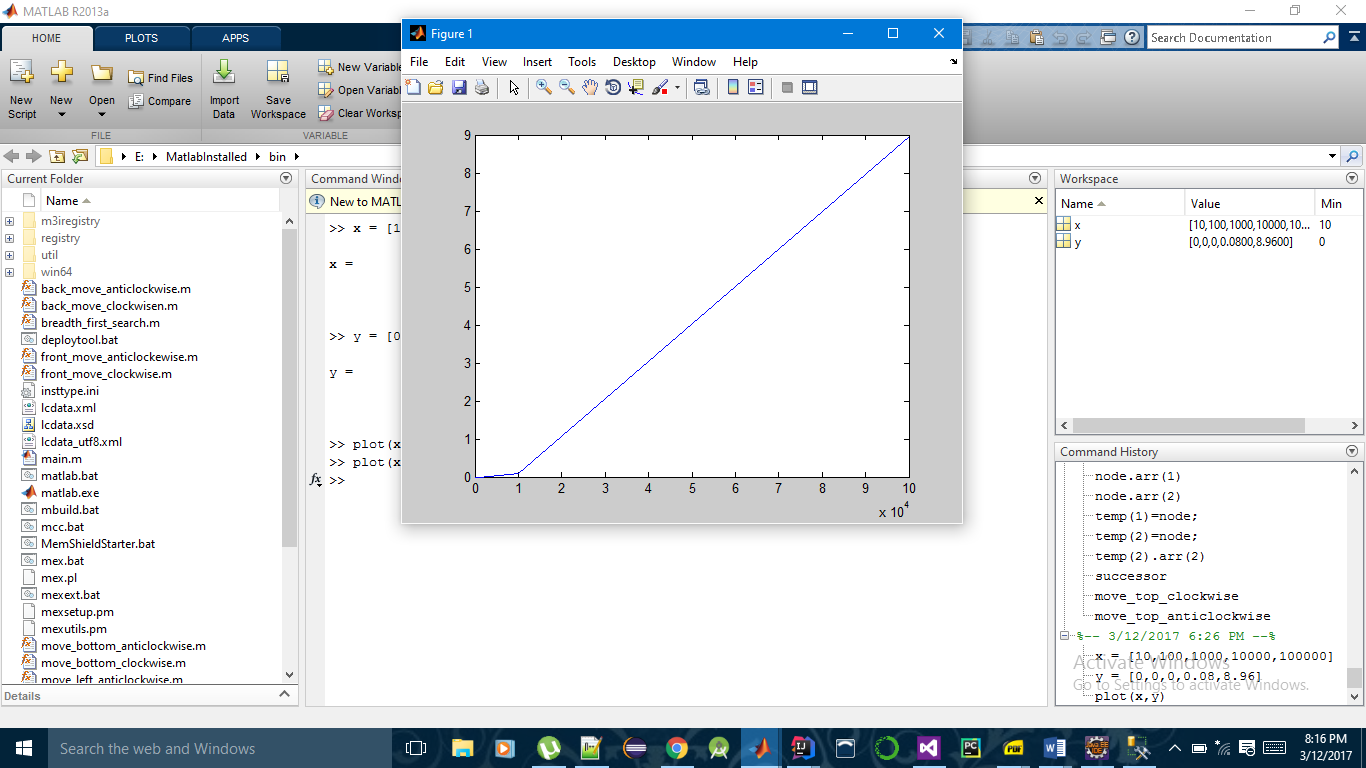 MATLAB R2013a
HOME
PLOTS
APPS
Search Documentation
New Script
New
Open
Find Files
Compare
Import Data
Save Workspace
New Variable
Open Variabl
Clear Worksp
FILE
VARIABLE
E:
MatlabInstalled
bin
Current Folder
Name
m3iregistry
registry
util
win64
back_move_anticlockwise.m
back_move_clockwisen.m
breadth_first_search.m
deploytool.bat
front_move_anticlockewise.m
front_move_clockwise.m
insttype.ini
lcdata.xml
lcdata.xsd
lcdata_utf8.xml
main.m
matlab.bat
matlab.exe
mbuild.bat
mcc.bat
MemShieldStarter.bat
mex.bat
mex.pl
mexext.bat
mexsetup.pm
mexutils.pm
move_bottom_anticlockwise.m
move_bottom_clockwise.m
move_left_anticlockwise.m
Details
Command Windo
New to MATL
>> x = [1
x =
>> y = [0
y =
>> plot(x
>> plot(x
fx >>
Figure 1
File Edit View Insert Tools Desktop Window Help
9
8
7
6
5
4
3
2
1
0
0 1 2 3 4 5 6 7 8 9 10
x 10^4
Workspace
Name Value Min
x [10,100,1000,10000,10... 10
y [0,0,0,0.0800,8.9600] 0
Command History
node.arr(1)
node.arr(2)
temp(1)=node;
temp(2)=node;
temp(2).arr(2)
successor
move_top_clockwise
move_top_anticlockwise
%-- 3/12/2017 6:26 PM --%
x = [10,100,1000,10000,100000]
y = [0,0,0,0.08,8.96]
plot(x,y)
Activate Windows
Go to Settings to activate Windows.
Search the web and Windows
8:16 PM
3/12/2017